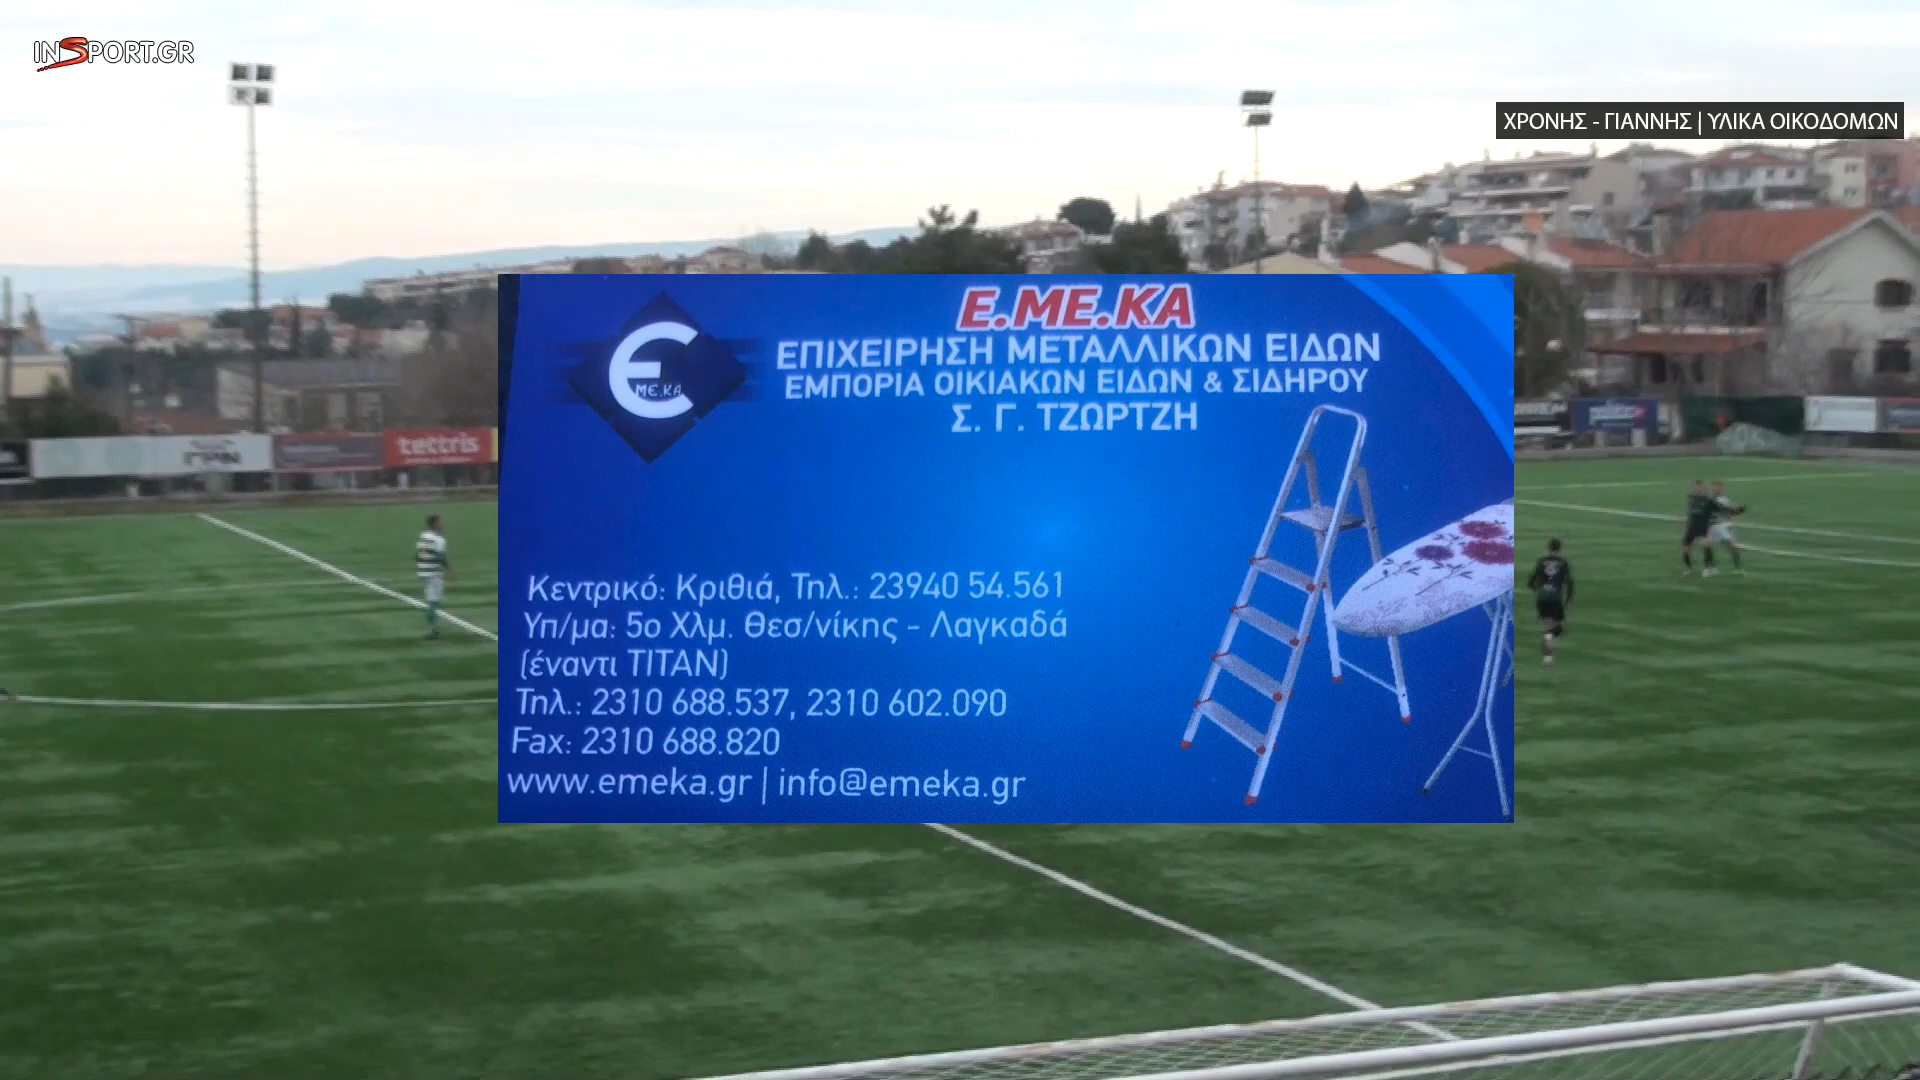 INSPORT.GR
ΧΡΟΝΗΣ - ΓΙΑΝΝΗΣ | ΥΛΙΚΑ ΟΙΚΟΔΟΜΩΝ
Ε.ΜΕ.ΚΑ
ΕΠΙΧΕΙΡΗΣΗ ΜΕΤΑΛΛΙΚΩΝ ΕΙΔΩΝ
ΕΜΠΟΡΙΑ ΟΙΚΙΑΚΩΝ ΕΙΔΩΝ & ΣΙΔΗΡΟΥ
Σ. Γ. ΤΖΩΡΤΖΗ
Ε ΜΕ.ΚΑ
tettris
Κεντρικό: Κριθιά, Τηλ.: 23940 54.561
Υπ/μα: 5ο Χλμ. Θεσ/νίκης - Λαγκαδά
(έναντι ΤΙΤΑΝ)
Τηλ.: 2310 688.537, 2310 602.090
Fax: 2310 688.820
www.emeka.gr | info@emeka.gr